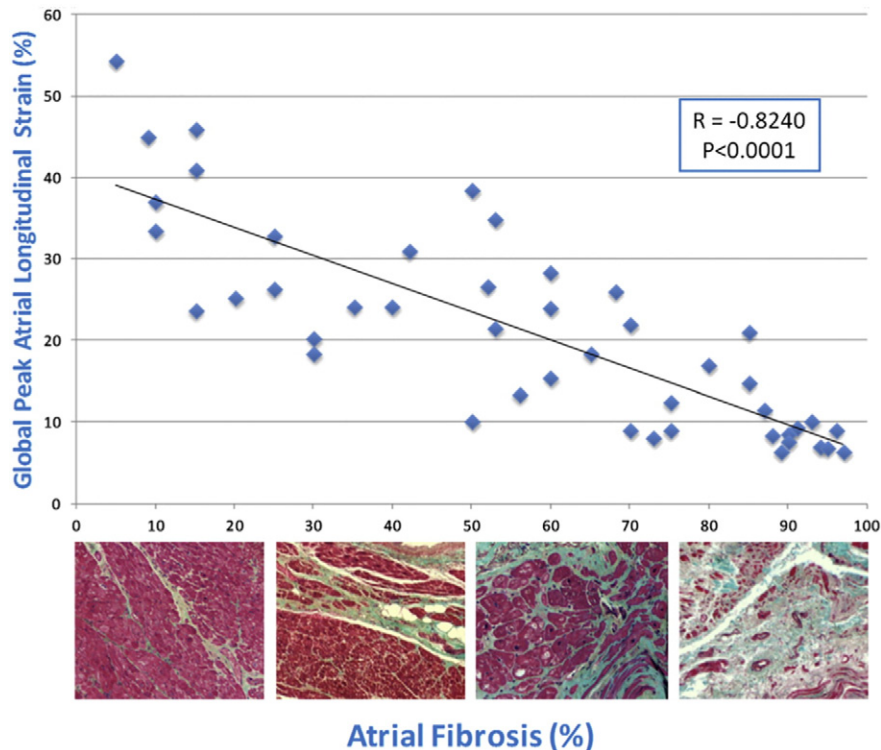 Global Peak Atrial Longitudinal Strain (%)
60
50
40
30
20
10
0
R = -0.8240
P<0.0001
0 10 20 30 40 50 60 70 80 90 100
Atrial Fibrosis (%)